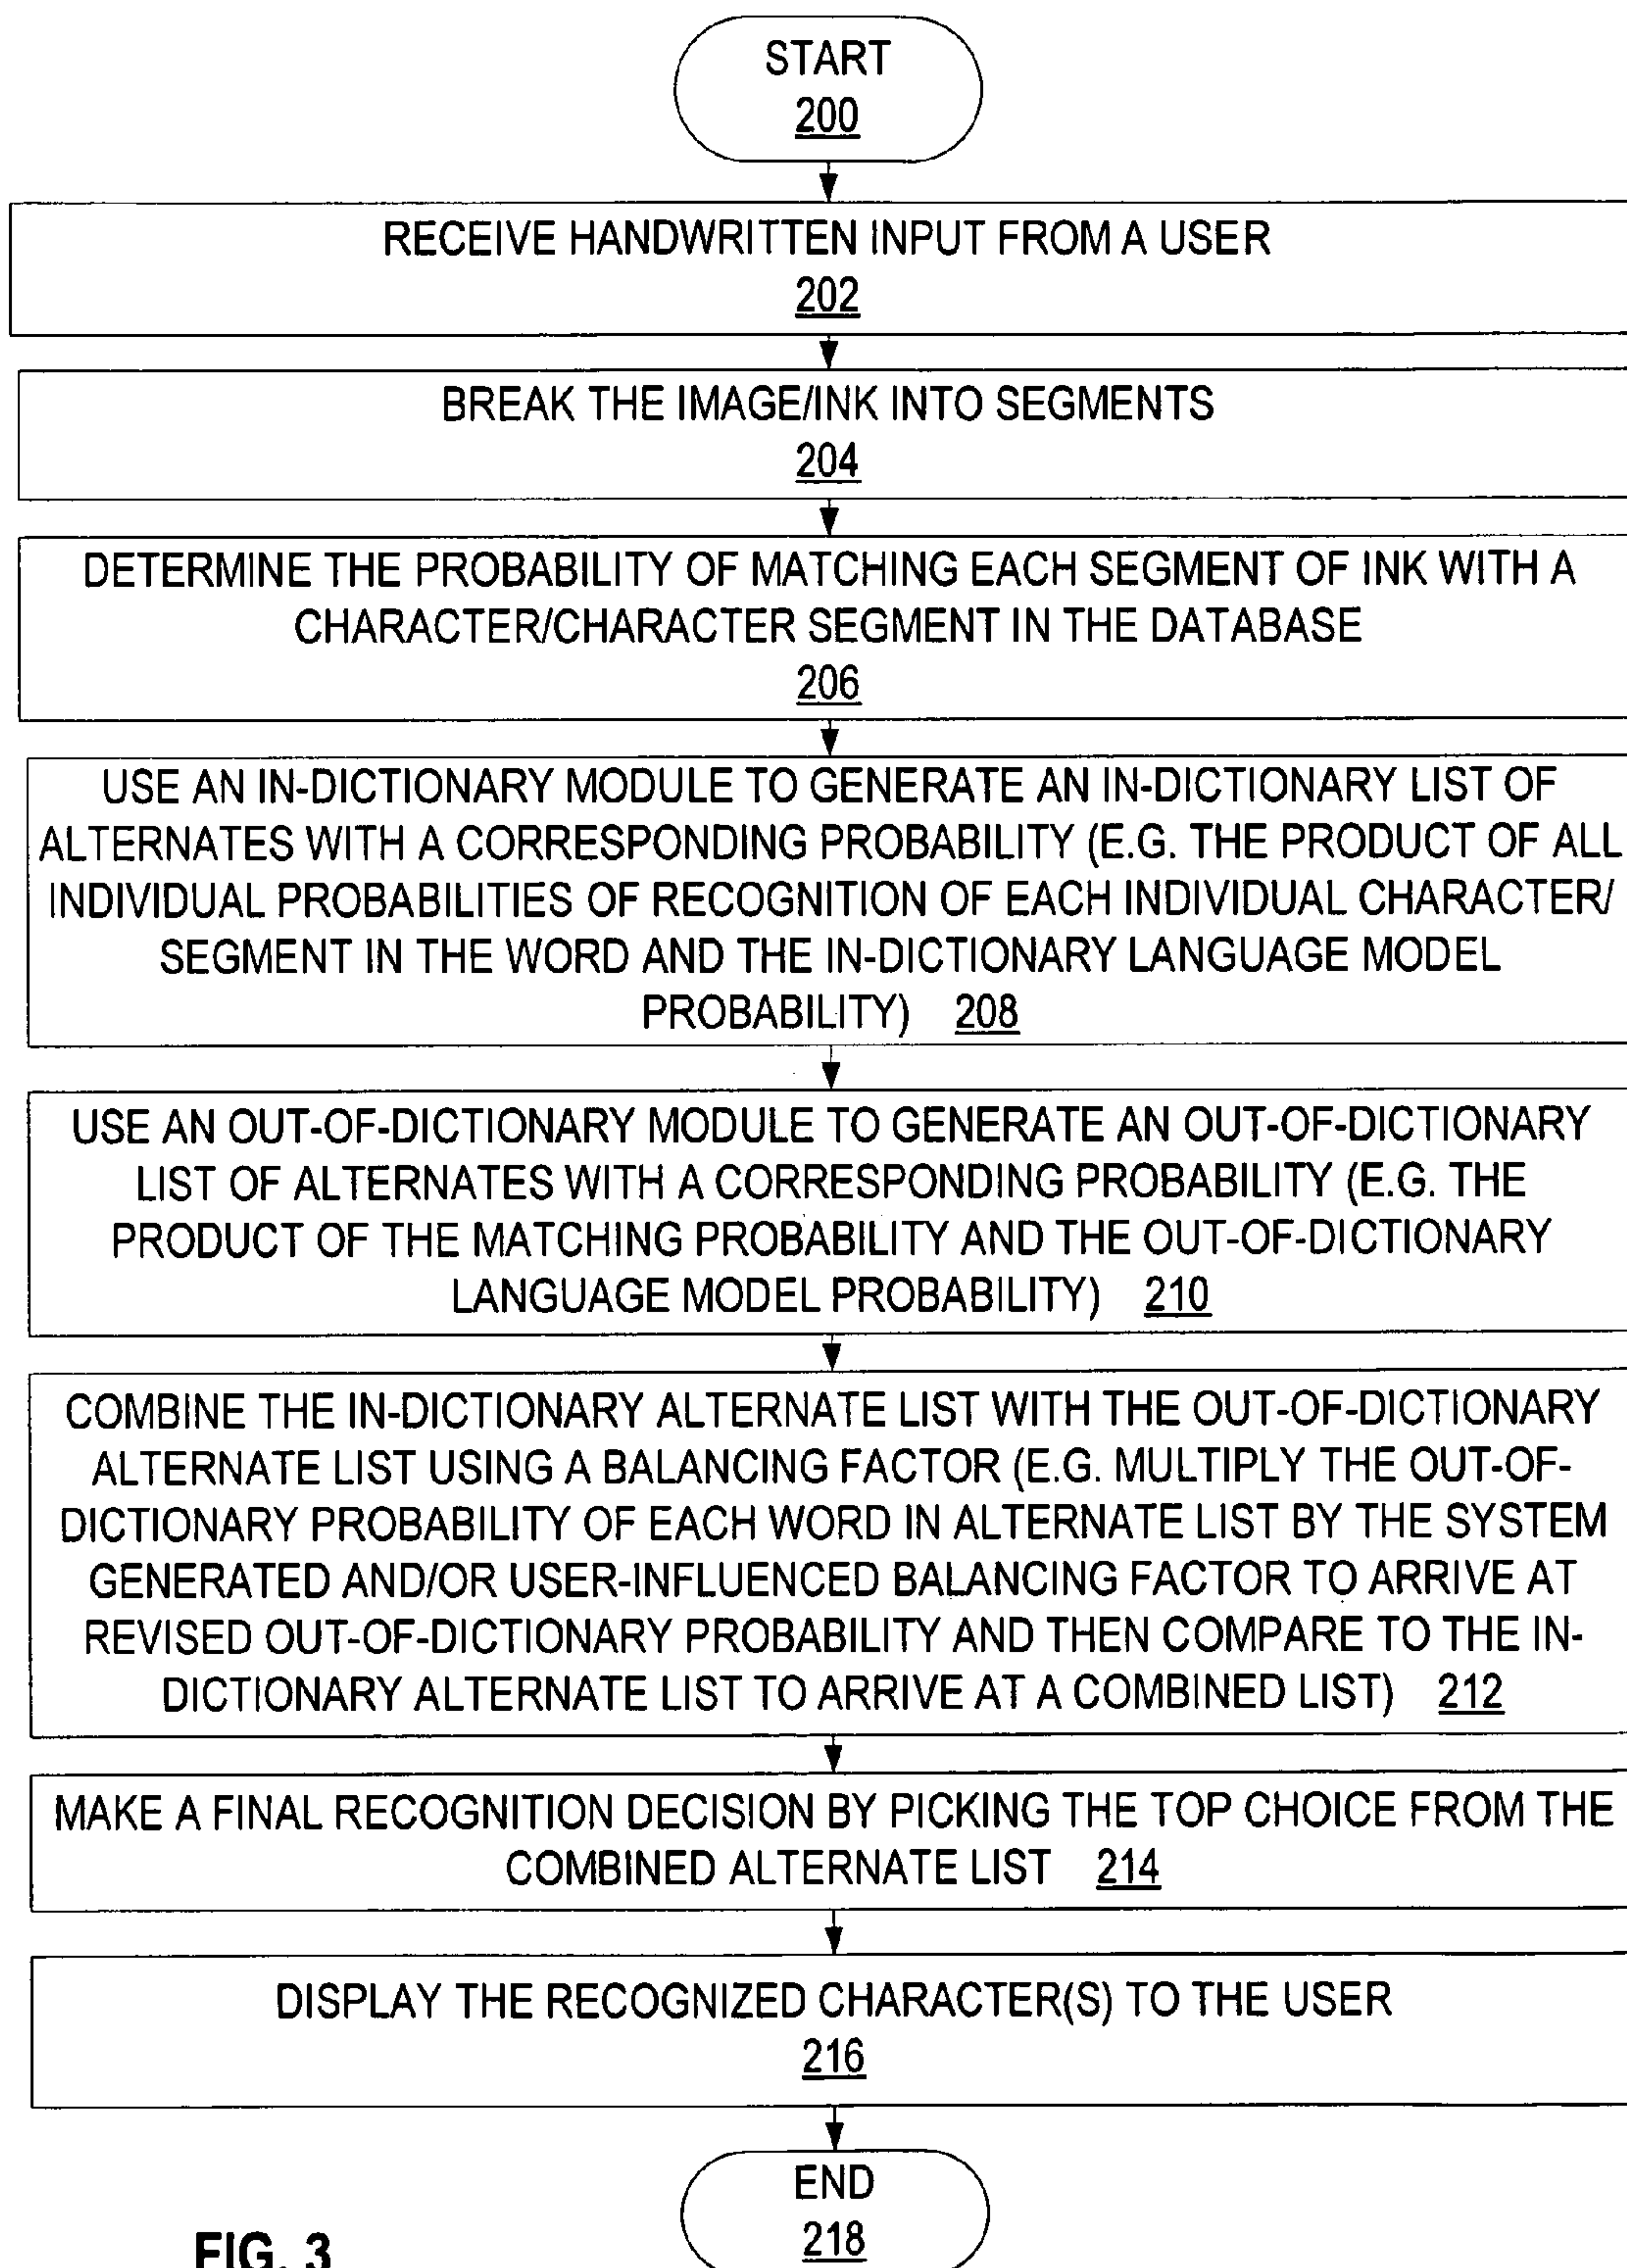 START
200
RECEIVE HANDWRITTEN INPUT FROM A USER
202
BREAK THE IMAGE/INK INTO SEGMENTS
204
DETERMINE THE PROBABILITY OF MATCHING EACH SEGMENT OF INK WITH A
CHARACTER/CHARACTER SEGMENT IN THE DATABASE
206
USE AN IN-DICTIONARY MODULE TO GENERATE AN IN-DICTIONARY LIST OF
ALTERNATES WITH A CORRESPONDING PROBABILITY (E.G. THE PRODUCT OF ALL
INDIVIDUAL PROBABILITIES OF RECOGNITION OF EACH INDIVIDUAL CHARACTER/
SEGMENT IN THE WORD AND THE IN-DICTIONARY LANGUAGE MODEL
PROBABILITY) 208
USE AN OUT-OF-DICTIONARY MODULE TO GENERATE AN OUT-OF-DICTIONARY
LIST OF ALTERNATES WITH A CORRESPONDING PROBABILITY (E.G. THE
PRODUCT OF THE MATCHING PROBABILITY AND THE OUT-OF-DICTIONARY
LANGUAGE MODEL PROBABILITY) 210
COMBINE THE IN-DICTIONARY ALTERNATE LIST WITH THE OUT-OF-DICTIONARY
ALTERNATE LIST USING A BALANCING FACTOR (E.G. MULTIPLY THE OUT-OF-
DICTIONARY PROBABILITY OF EACH WORD IN ALTERNATE LIST BY THE SYSTEM
GENERATED AND/OR USER-INFLUENCED BALANCING FACTOR TO ARRIVE AT
REVISED OUT-OF-DICTIONARY PROBABILITY AND THEN COMPARE TO THE IN-
DICTIONARY ALTERNATE LIST TO ARRIVE AT A COMBINED LIST) 212
MAKE A FINAL RECOGNITION DECISION BY PICKING THE TOP CHOICE FROM THE
COMBINED ALTERNATE LIST 214
DISPLAY THE RECOGNIZED CHARACTER(S) TO THE USER
216
END
218
FIG. 3